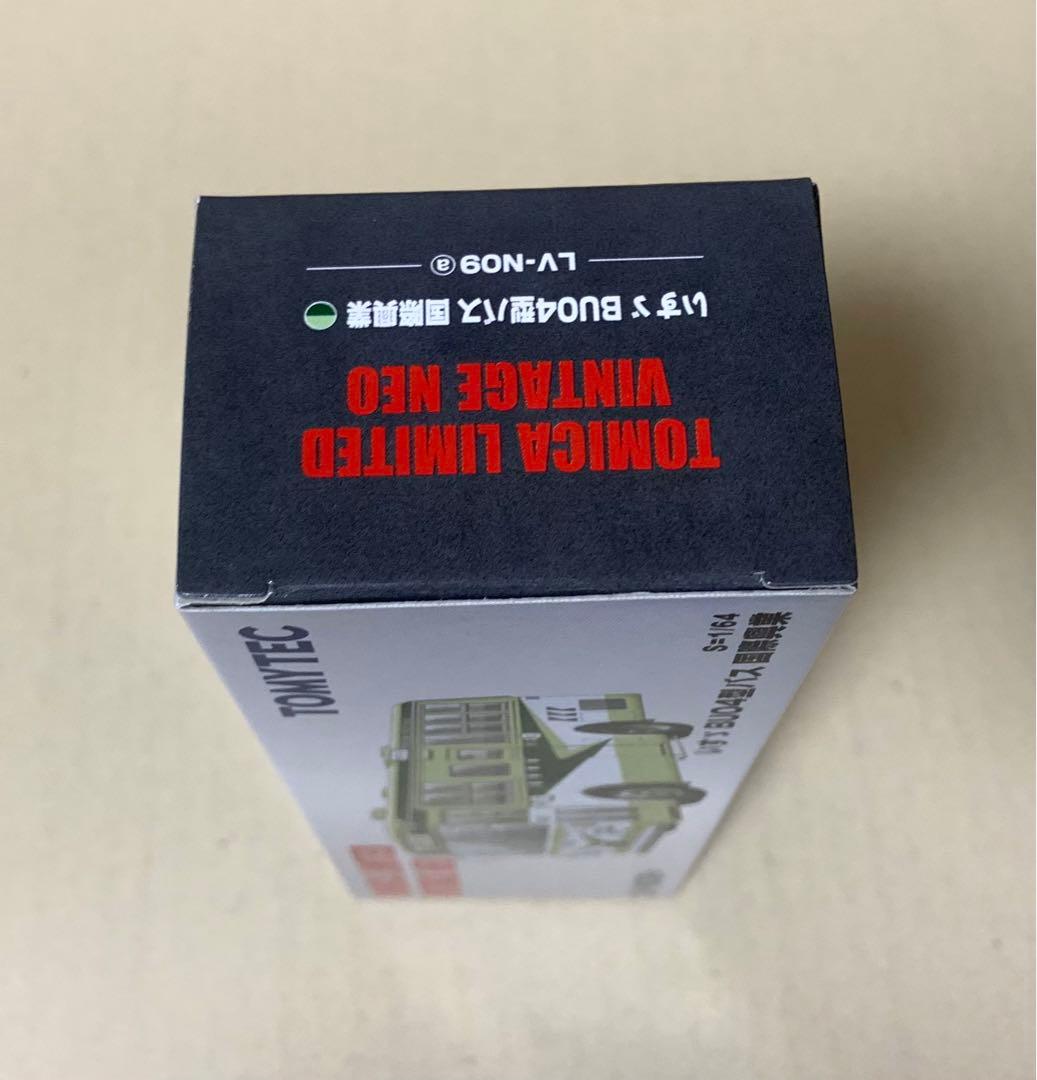 TOMICA LIMITED
VINTAGE NEO
いすゞ BU04型バス 国際興業
LV-N09 a
TOMYTEC
S=1/64
いすゞ BU04型バス 国際興業